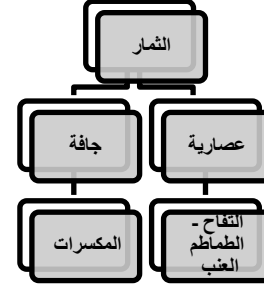 الثمار
عصارية
جافة
التفاح -
الطماطم
العنب
المكسرات